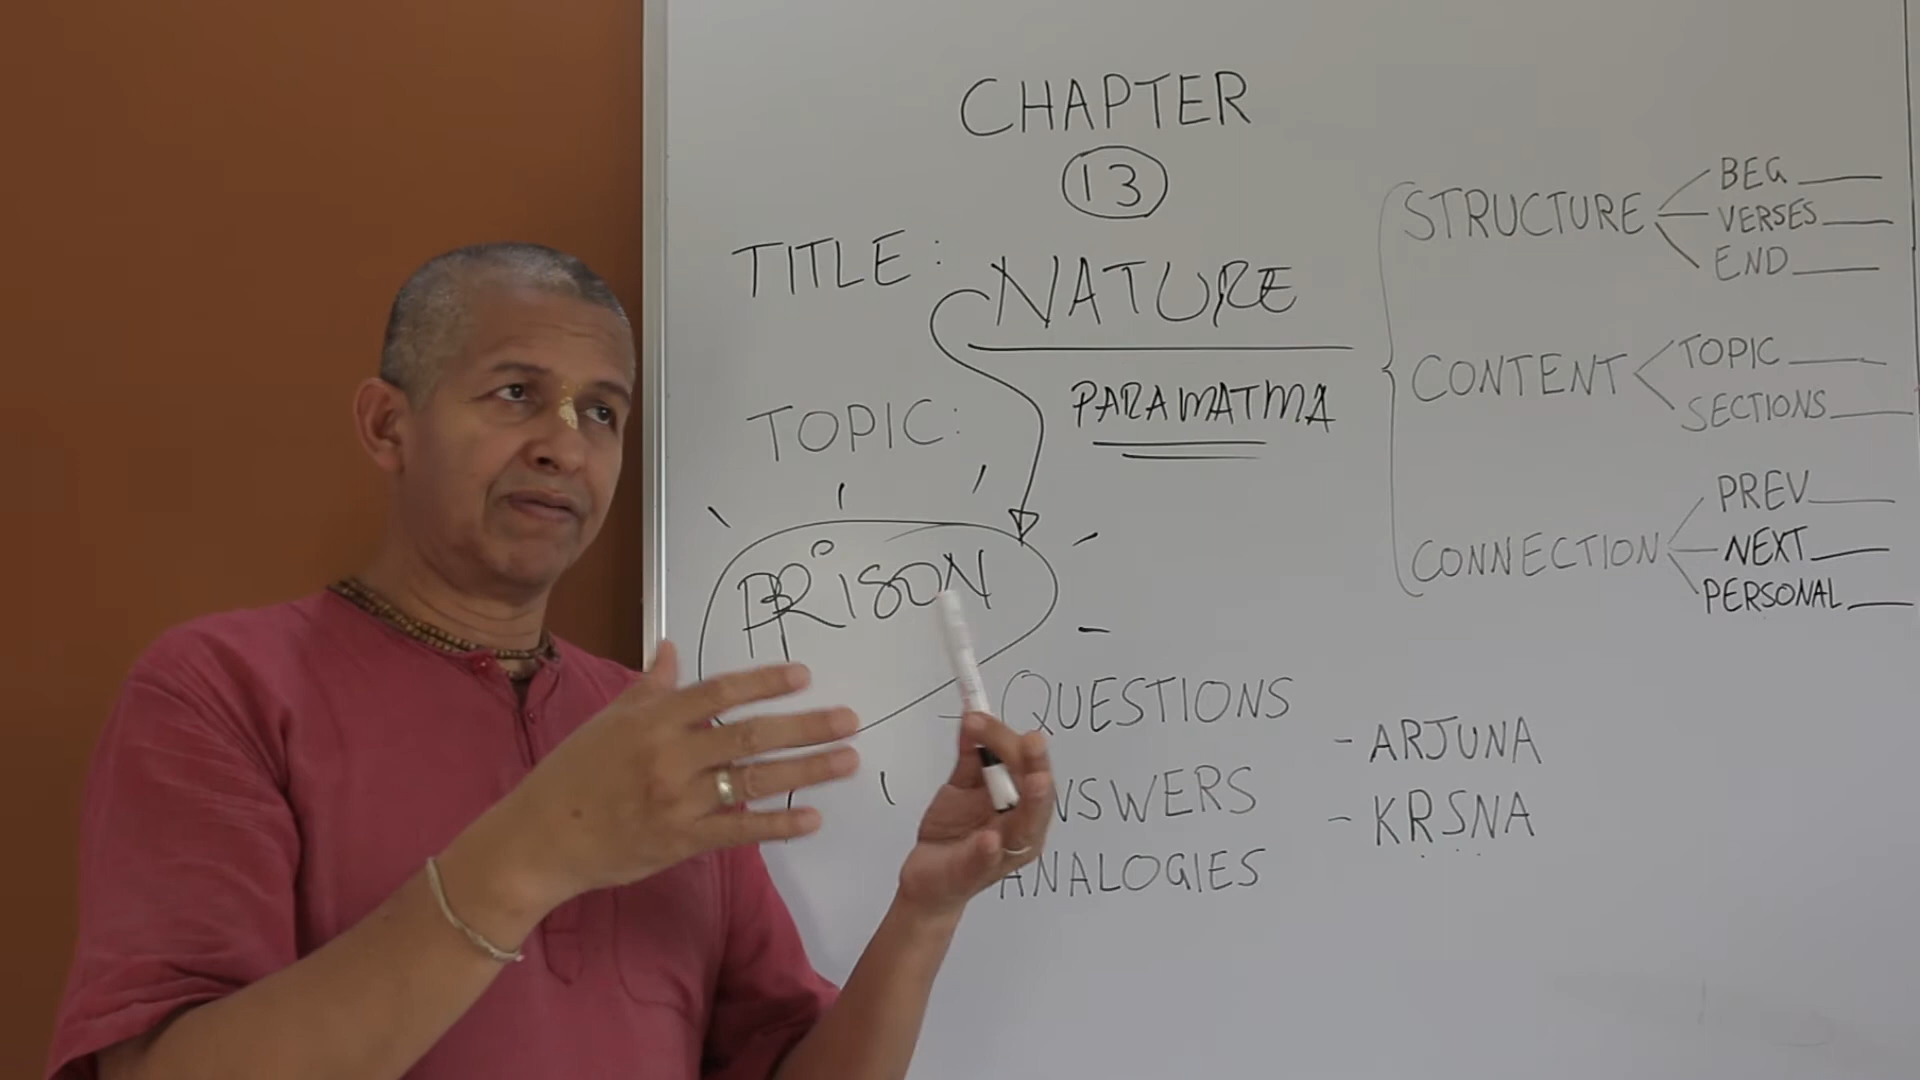 CHAPTER
13
TITLE: NATURE
PARAMATMA
TOPIC:
PRISON
- QUESTIONS
ANSWERS
ANALOGIES
- ARJUNA
- KRSNA
STRUCTURE
BEG
VERSES
END
CONTENT
TOPIC
SECTIONS
CONNECTION
PREV
NEXT
PERSONAL